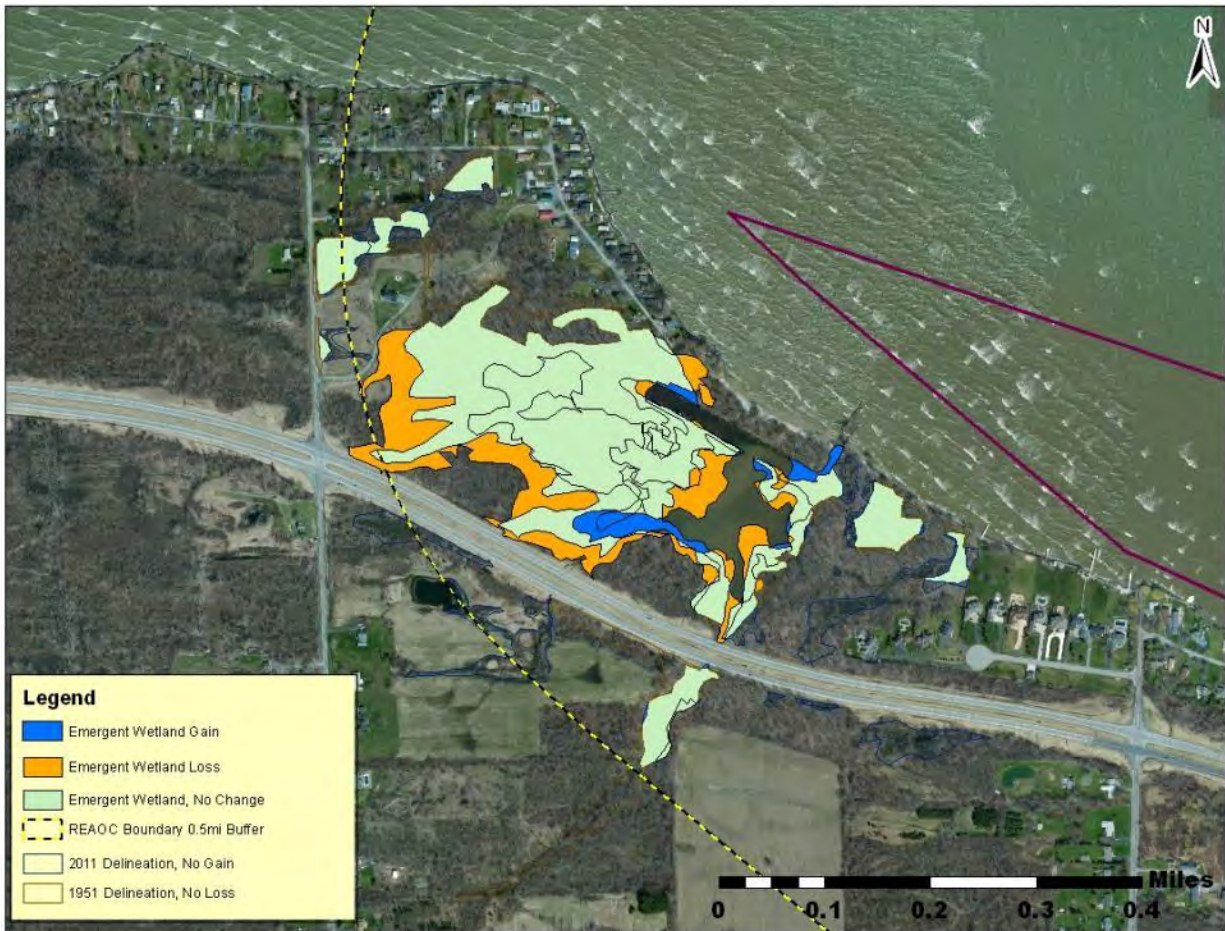 N
Legend
Emergent Wetland Gain
Emergent Wetland Loss
Emergent Wetland, No Change
REAOC Boundary 0.5mi Buffer
2011 Delineation, No Gain
1951 Delineation, No Loss
Miles
0 0.1 0.2 0.3 0.4